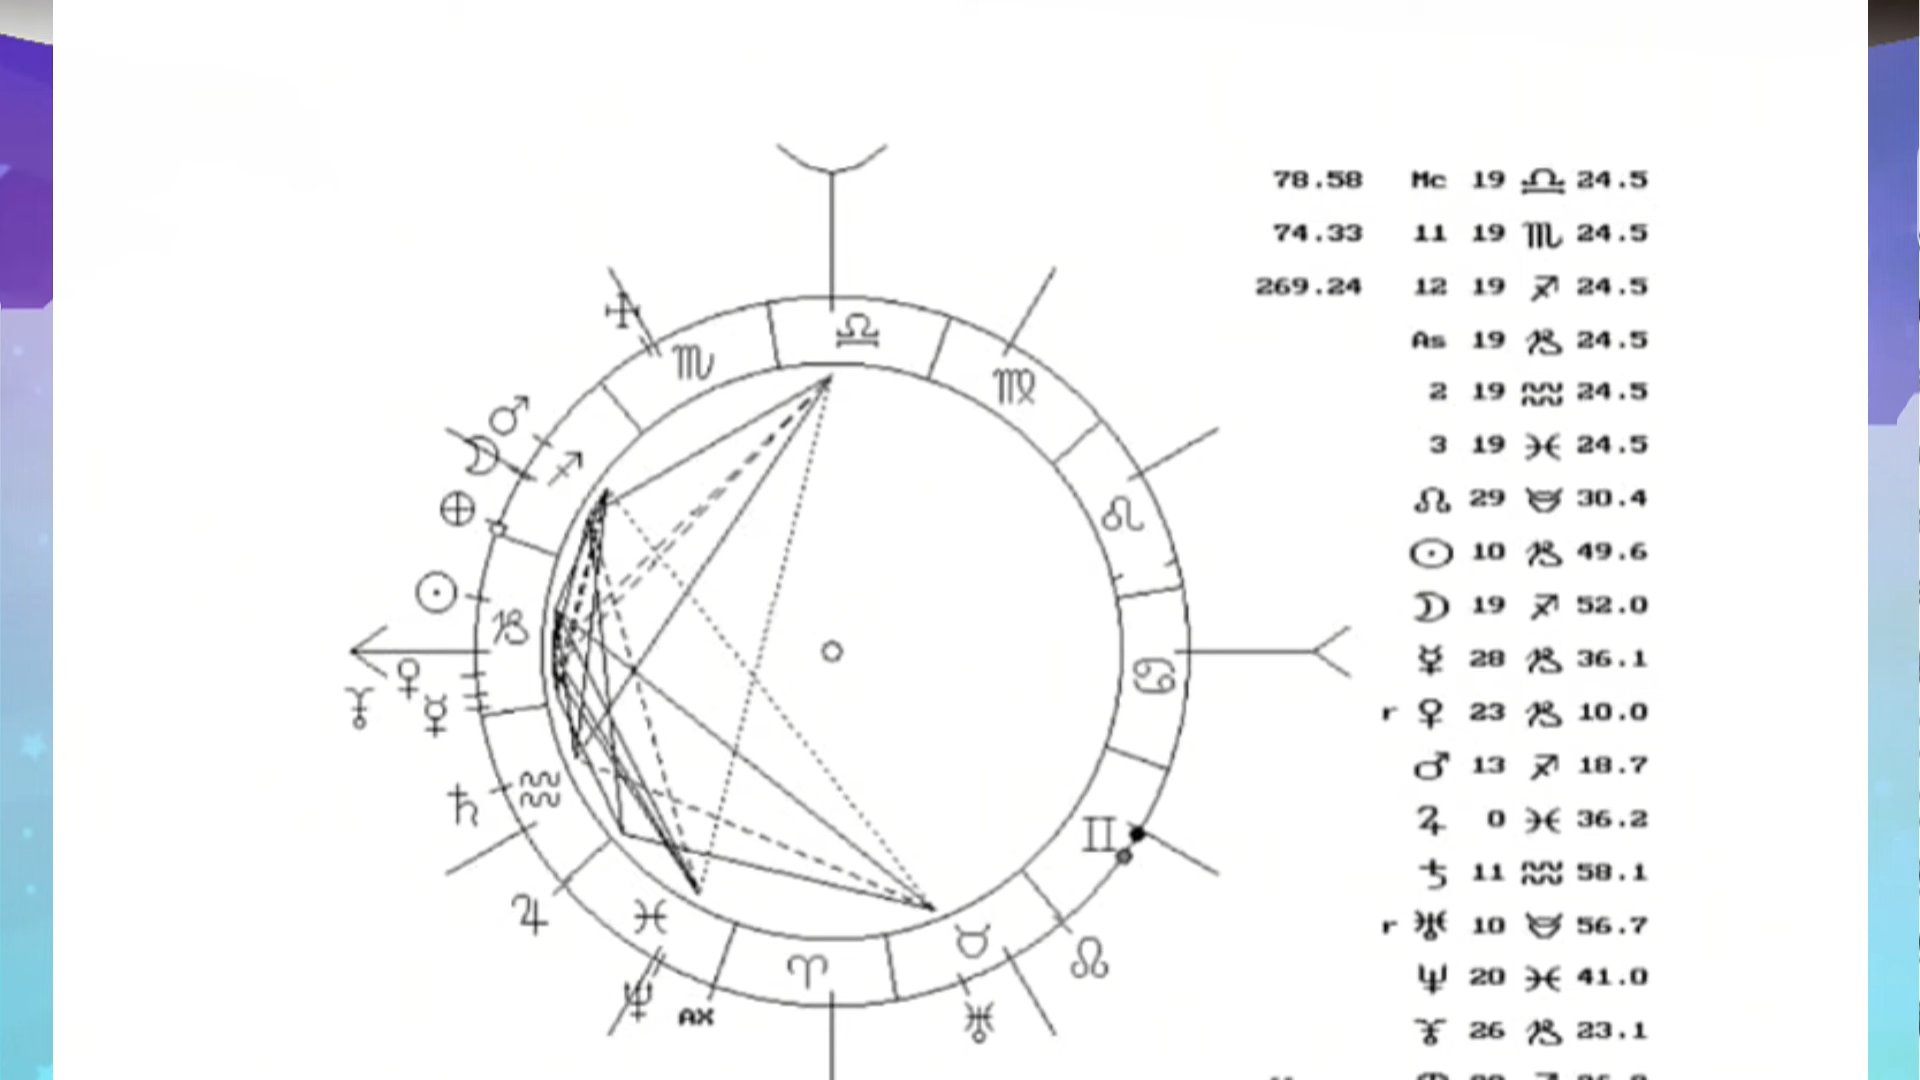 78.58 Mc 19 ♎ 24.5
74.33 11 19 ♏ 24.5
269.24 12 19 ♐ 24.5
As 19 ♑ 24.5
2 19 ♒ 24.5
3 19 ♓ 24.5
☊ 29 ♉ 30.4
☉ 10 ♑ 49.6
☽ 19 ♐ 52.0
☿ 28 ♑ 36.1
r ♀ 23 ♑ 10.0
♂ 13 ♐ 18.7
♃ 0 ♓ 36.2
♄ 11 ♒ 58.1
r ♅ 10 ♉ 56.7
♆ 20 ♓ 41.0
26 ♑ 23.1
AX